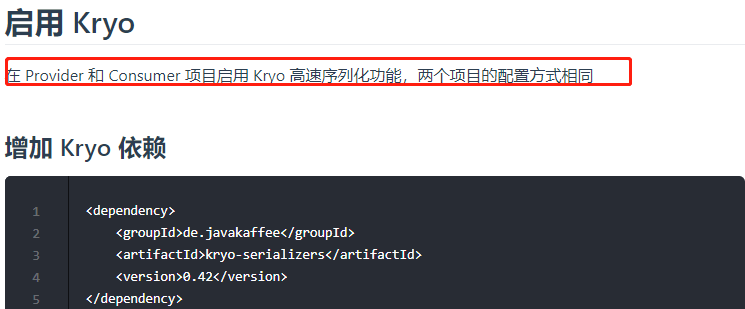 启用 Kryo
在 Provider 和 Consumer 项目启用 Kryo 高速序列化功能，两个项目的配置方式相同
增加 Kryo 依赖
1 <dependency>
2 <groupId>de.javakaffee</groupId>
3 <artifactId>kryo-serializers</artifactId>
4 <version>0.42</version>
5 </dependency>